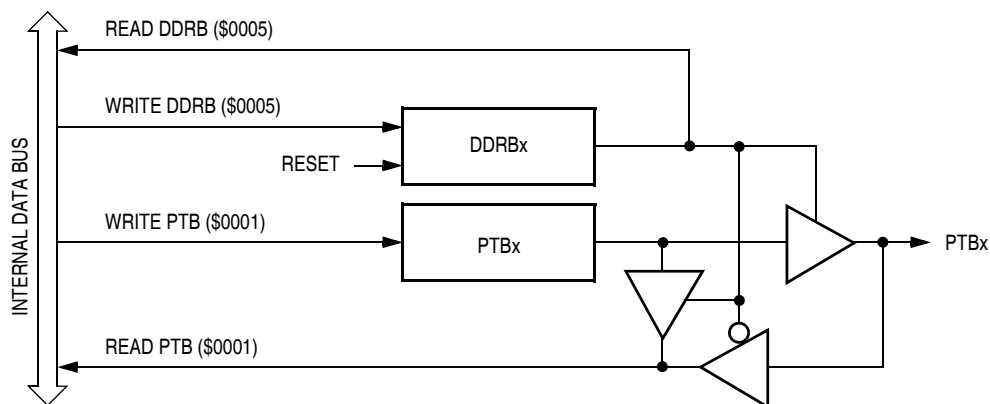 READ DDRB ($0005)
WRITE DDRB ($0005)
DDRBx
RESET
WRITE PTB ($0001)
PTBx
PTBx
READ PTB ($0001)
INTERNAL DATA BUS